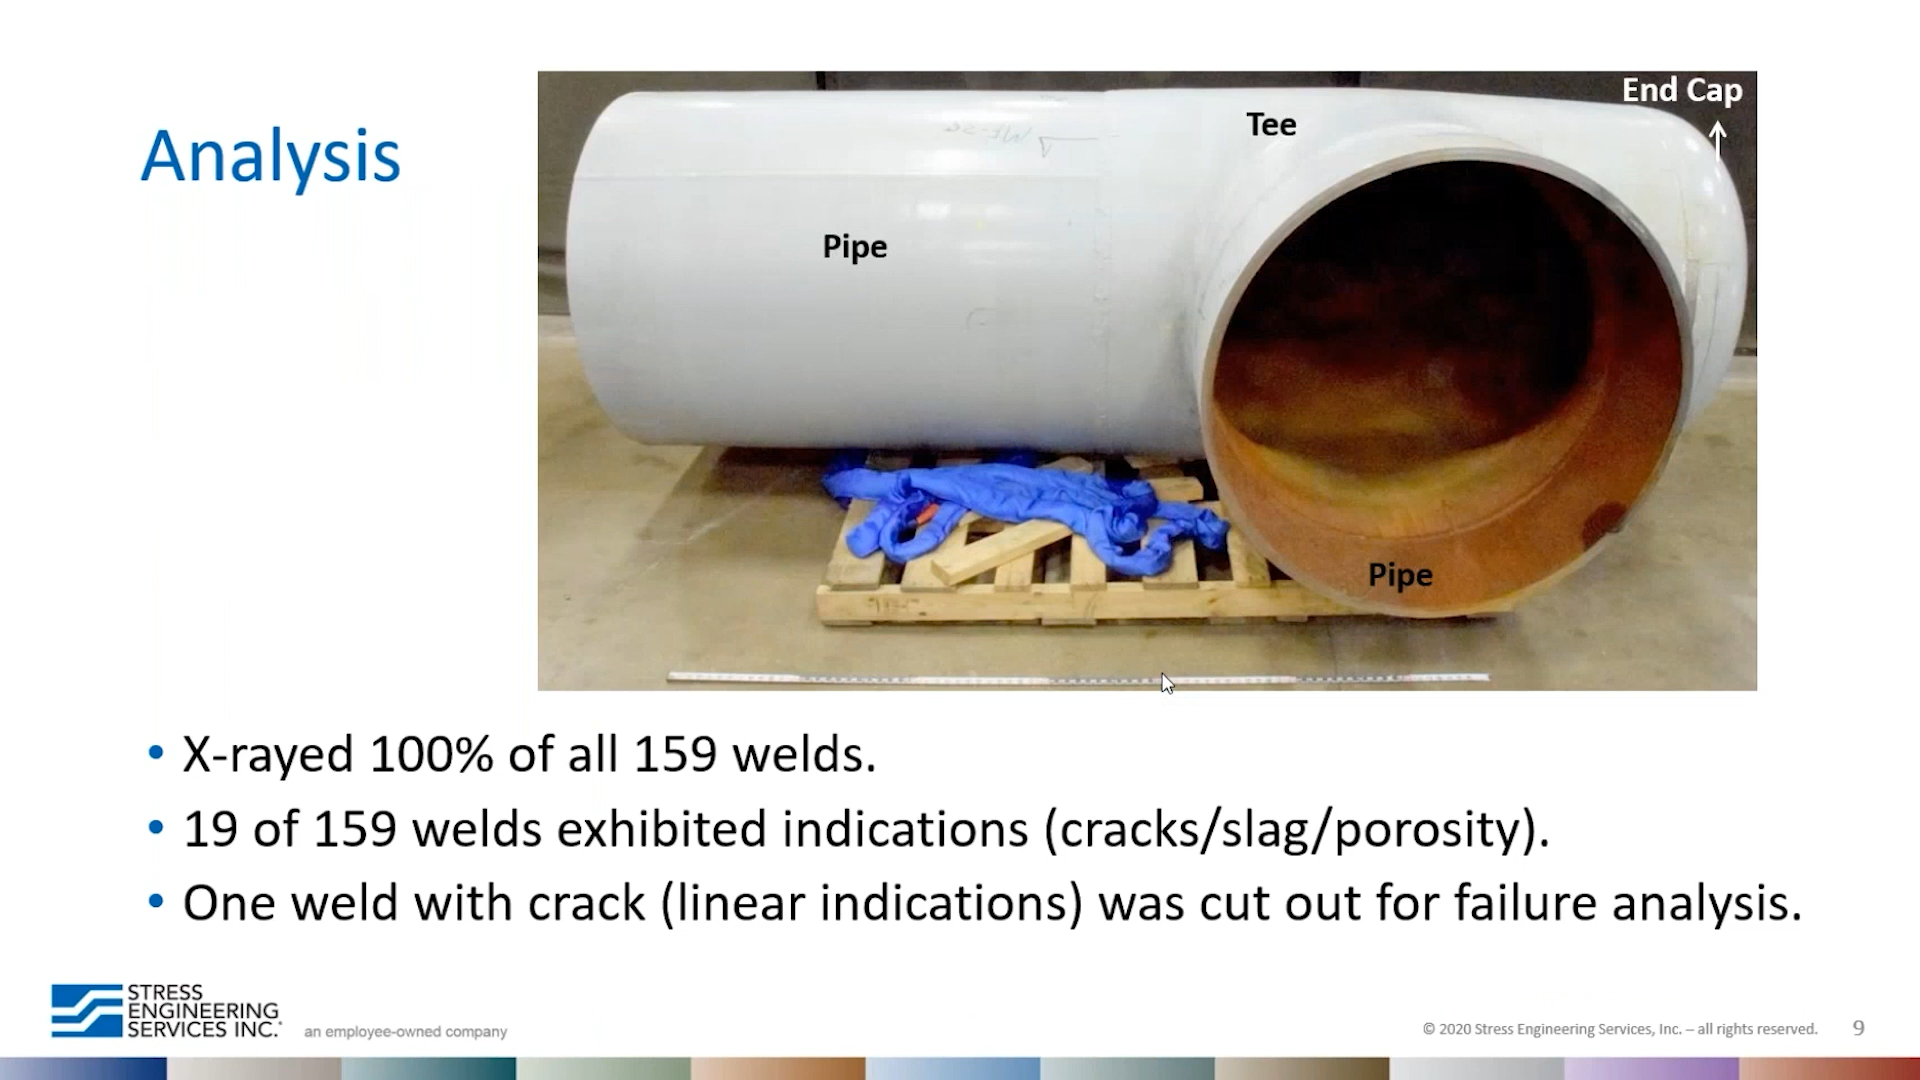 Analysis
End Cap
Tee
Pipe
Pipe
• X-rayed 100% of all 159 welds.
• 19 of 159 welds exhibited indications (cracks/slag/porosity).
• One weld with crack (linear indications) was cut out for failure analysis.
STRESS
ENGINEERING
SERVICES INC.
an employee-owned company
© 2020 Stress Engineering Services, Inc. – all rights reserved.
9